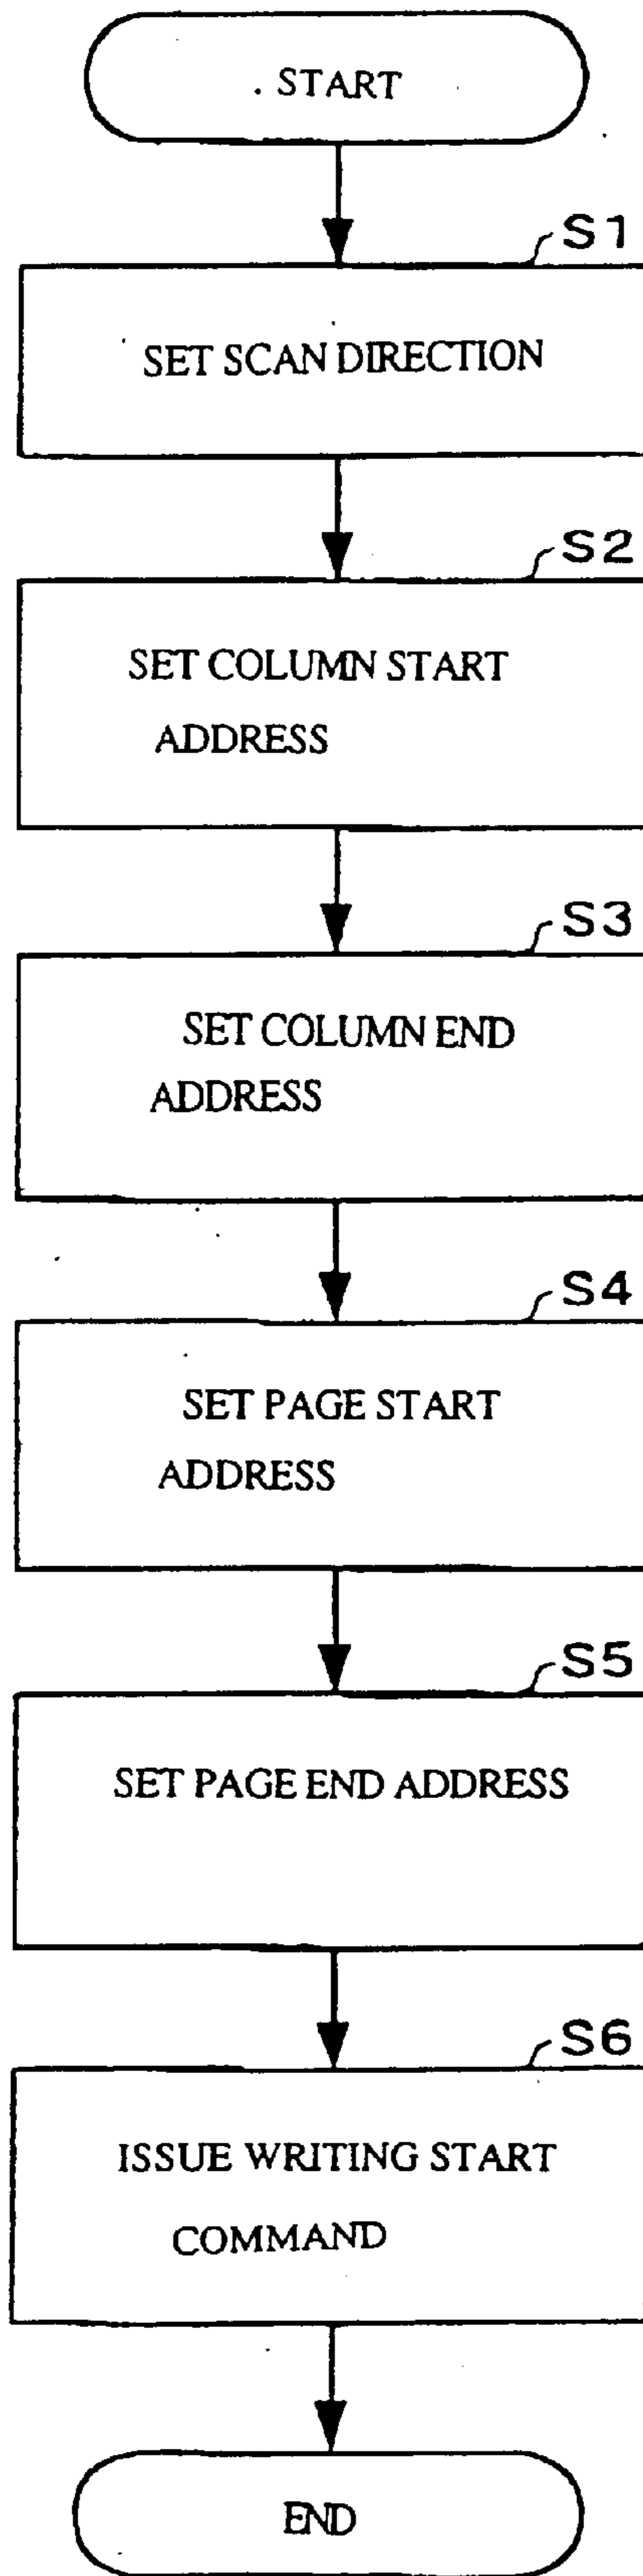 START
S1
SET SCAN DIRECTION
S2
SET COLUMN START
ADDRESS
S3
SET COLUMN END
ADDRESS
S4
SET PAGE START
ADDRESS
S5
SET PAGE END ADDRESS
S6
ISSUE WRITING START
COMMAND
END